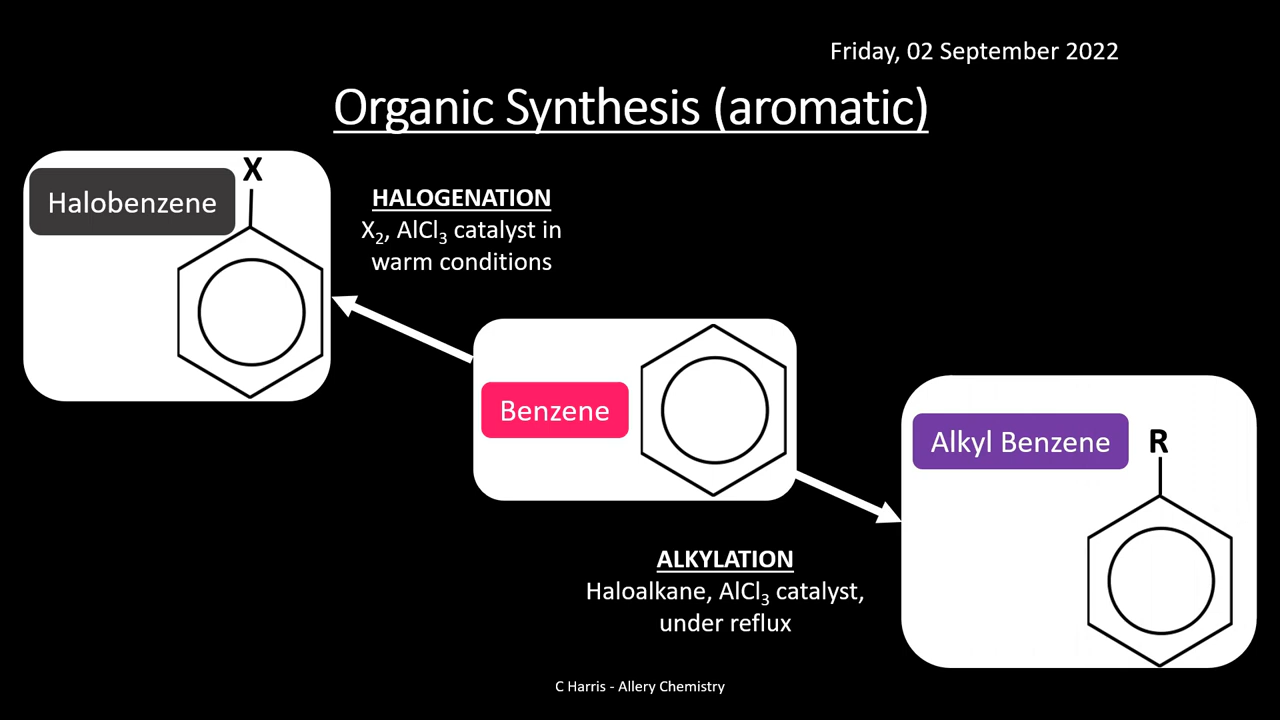 Friday, 02 September 2022
Organic Synthesis (aromatic)
X
Halobenzene
HALOGENATION
X₂, AlCl₃ catalyst in
warm conditions
Benzene
Alkyl Benzene
R
ALKYLATION
Haloalkane, AlCl₃ catalyst,
under reflux
C Harris - Allery Chemistry